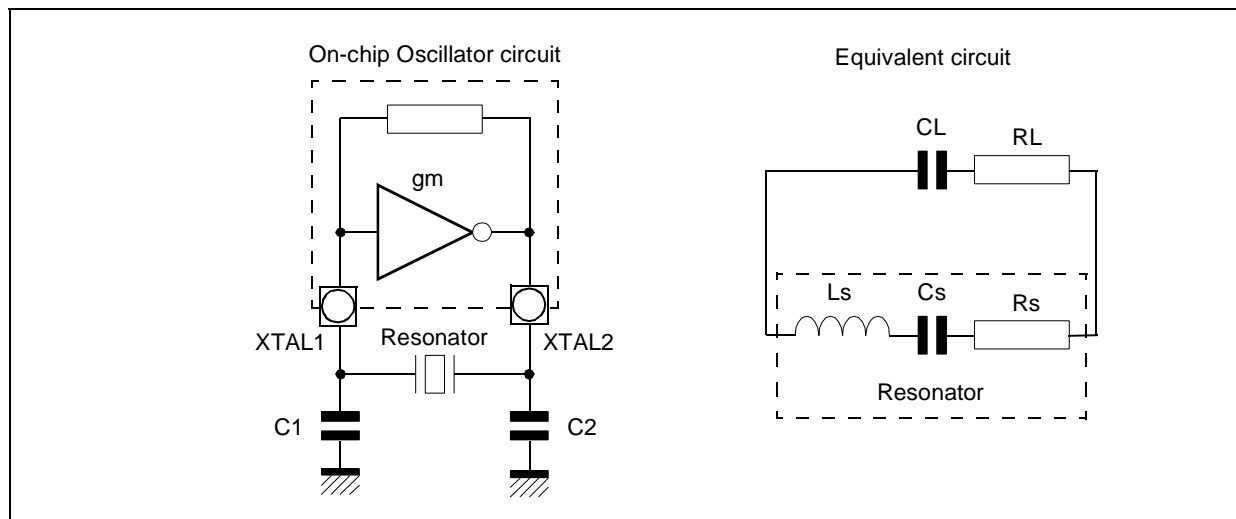 On-chip Oscillator circuit
gm
XTAL1
Resonator
XTAL2
C1
C2
Equivalent circuit
CL
RL
Ls
Cs
Rs
Resonator